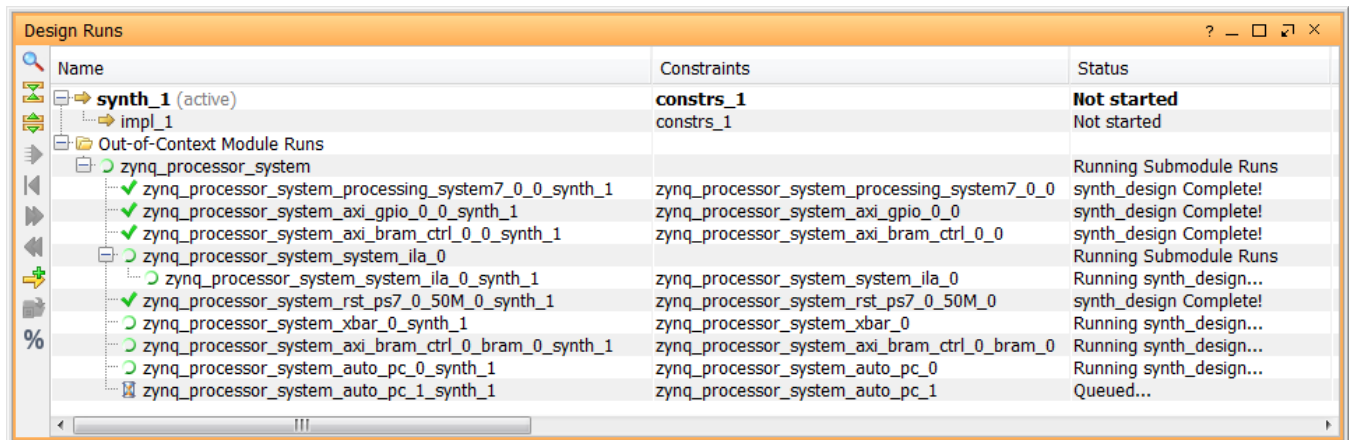 Design Runs
Name Constraints Status
synth_1 (active) constrs_1 Not started
impl_1 constrs_1 Not started
Out-of-Context Module Runs
zynq_processor_system Running Submodule Runs
zynq_processor_system_processing_system7_0_0_synth_1 zynq_processor_system_processing_system7_0_0 synth_design Complete!
zynq_processor_system_axi_gpio_0_0_synth_1 zynq_processor_system_axi_gpio_0_0 synth_design Complete!
zynq_processor_system_axi_bram_ctrl_0_0_synth_1 zynq_processor_system_axi_bram_ctrl_0_0 synth_design Complete!
zynq_processor_system_system_ila_0 Running Submodule Runs
zynq_processor_system_system_ila_0_synth_1 zynq_processor_system_system_ila_0 Running synth_design...
zynq_processor_system_rst_ps7_0_50M_0_synth_1 zynq_processor_system_rst_ps7_0_50M_0 synth_design Complete!
zynq_processor_system_xbar_0_synth_1 zynq_processor_system_xbar_0 Running synth_design...
zynq_processor_system_axi_bram_ctrl_0_bram_0_synth_1 zynq_processor_system_axi_bram_ctrl_0_bram_0 Running synth_design...
zynq_processor_system_auto_pc_0_synth_1 zynq_processor_system_auto_pc_0 Running synth_design...
zynq_processor_system_auto_pc_1_synth_1 zynq_processor_system_auto_pc_1 Queued...